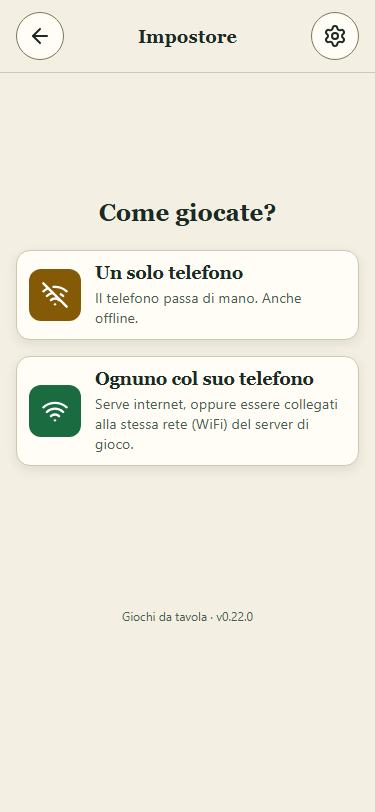 Impostore
Come giocate?
Un solo telefono
Il telefono passa di mano. Anche
offline.
Ognuno col suo telefono
Serve internet, oppure essere collegati
alla stessa rete (WiFi) del server di
gioco.
Giochi da tavola · v0.22.0